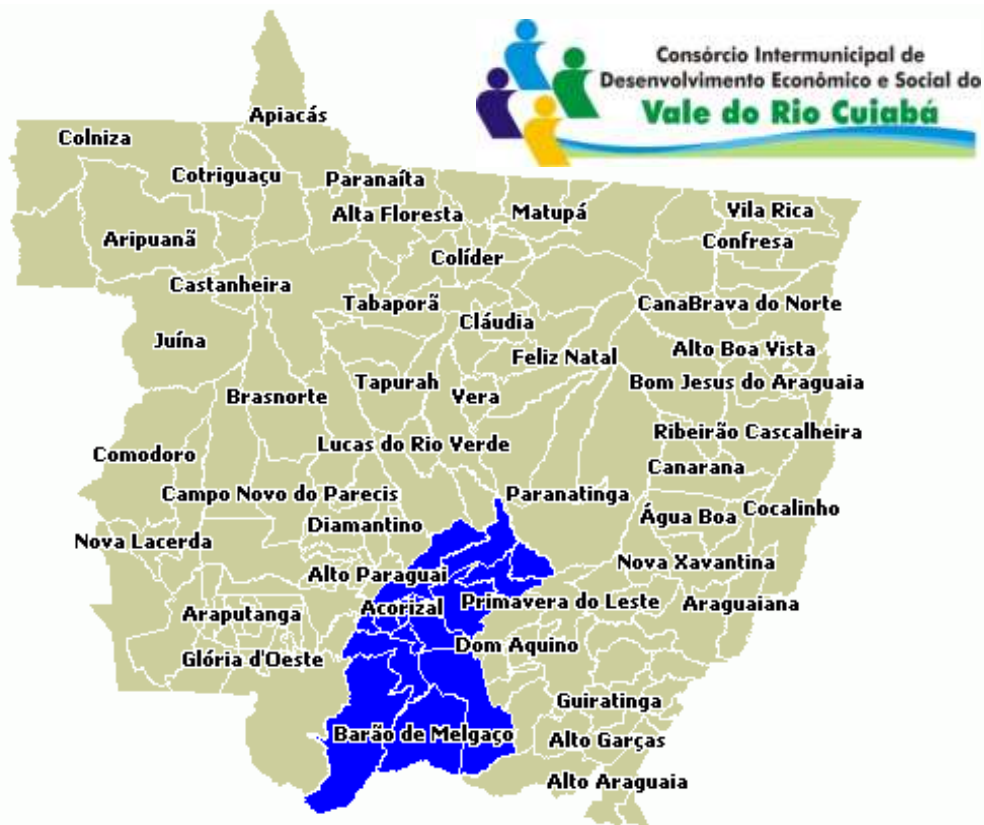 Consórcio Intermunicipal de
Desenvolvimento Econômico e Social do
Vale do Rio Cuiabá
Apiacás
Colniza
Cotriguaçu
Paranaíta
Alta Floresta
Matupá
Vila Rica
Aripuanã
Confresa
Colíder
Castanheira
Tabaporã
CanaBrava do Norte
Cláudia
Juína
Feliz Natal
Alto Boa Vista
Tapurah
Bom Jesus do Araguaia
Brasnorte
Vera
Lucas do Rio Verde
Ribeirão Cascalheira
Comodoro
Canarana
Campo Novo do Parecis
Paranatinga
Cocalinho
Diamantino
Água Boa
Nova Lacerda
Nova Xavantina
Alto Paraguai
Acorizal
Primavera do Leste
Araguaiana
Araputanga
Dom Aquino
Glória d'Oeste
Guiratinga
Barão de Melgaço
Alto Garças
Alto Araguaia